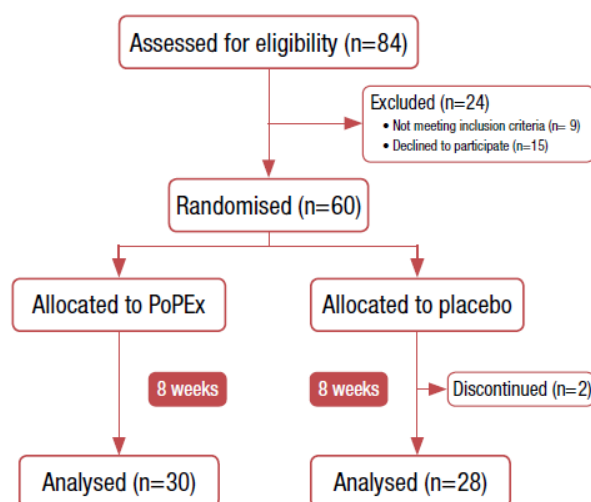 Assessed for eligibility (n=84)
Excluded (n=24)
• Not meeting inclusion criteria (n= 9)
• Declined to participate (n=15)
Randomised (n=60)
Allocated to PoPEx
Allocated to placebo
8 weeks
8 weeks
Discontinued (n=2)
Analysed (n=30)
Analysed (n=28)